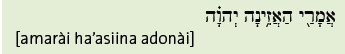 אֲמָרַ֖י הַאֲזִ֥ינָה יְהוָ֗ה
[amarài ha'asiina adonài]